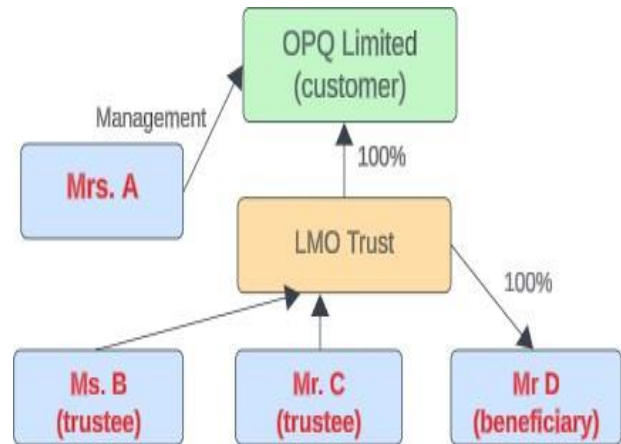 OPQ Limited
(customer)
Management
100%
Mrs. A
LMO Trust
100%
Ms. B
(trustee)
Mr. C
(trustee)
Mr D
(beneficiary)